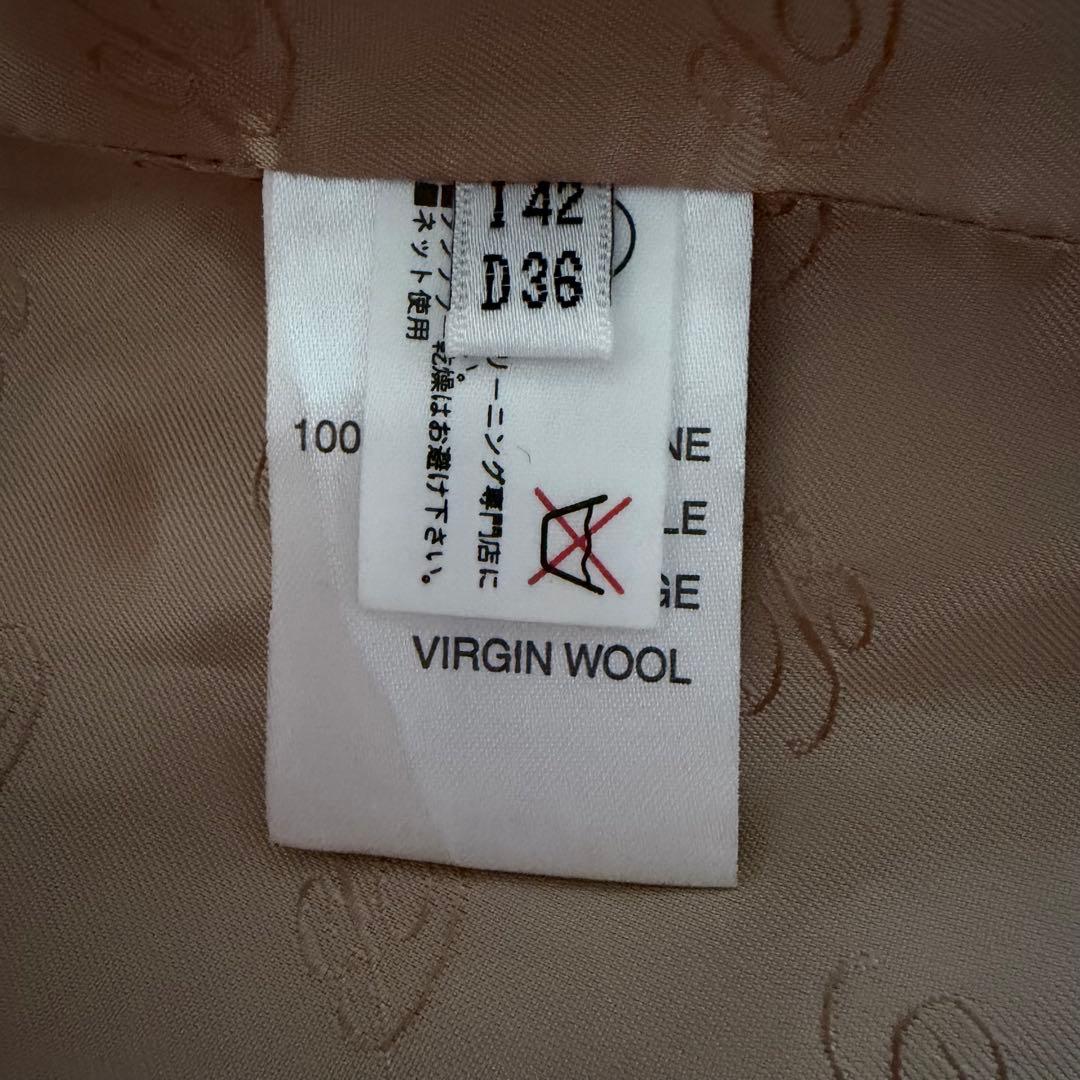 I 42
D 36
ネット使用
乾燥はお避け下さい。
リーニング専門店に
100
NE
LE
GE
VIRGIN WOOL